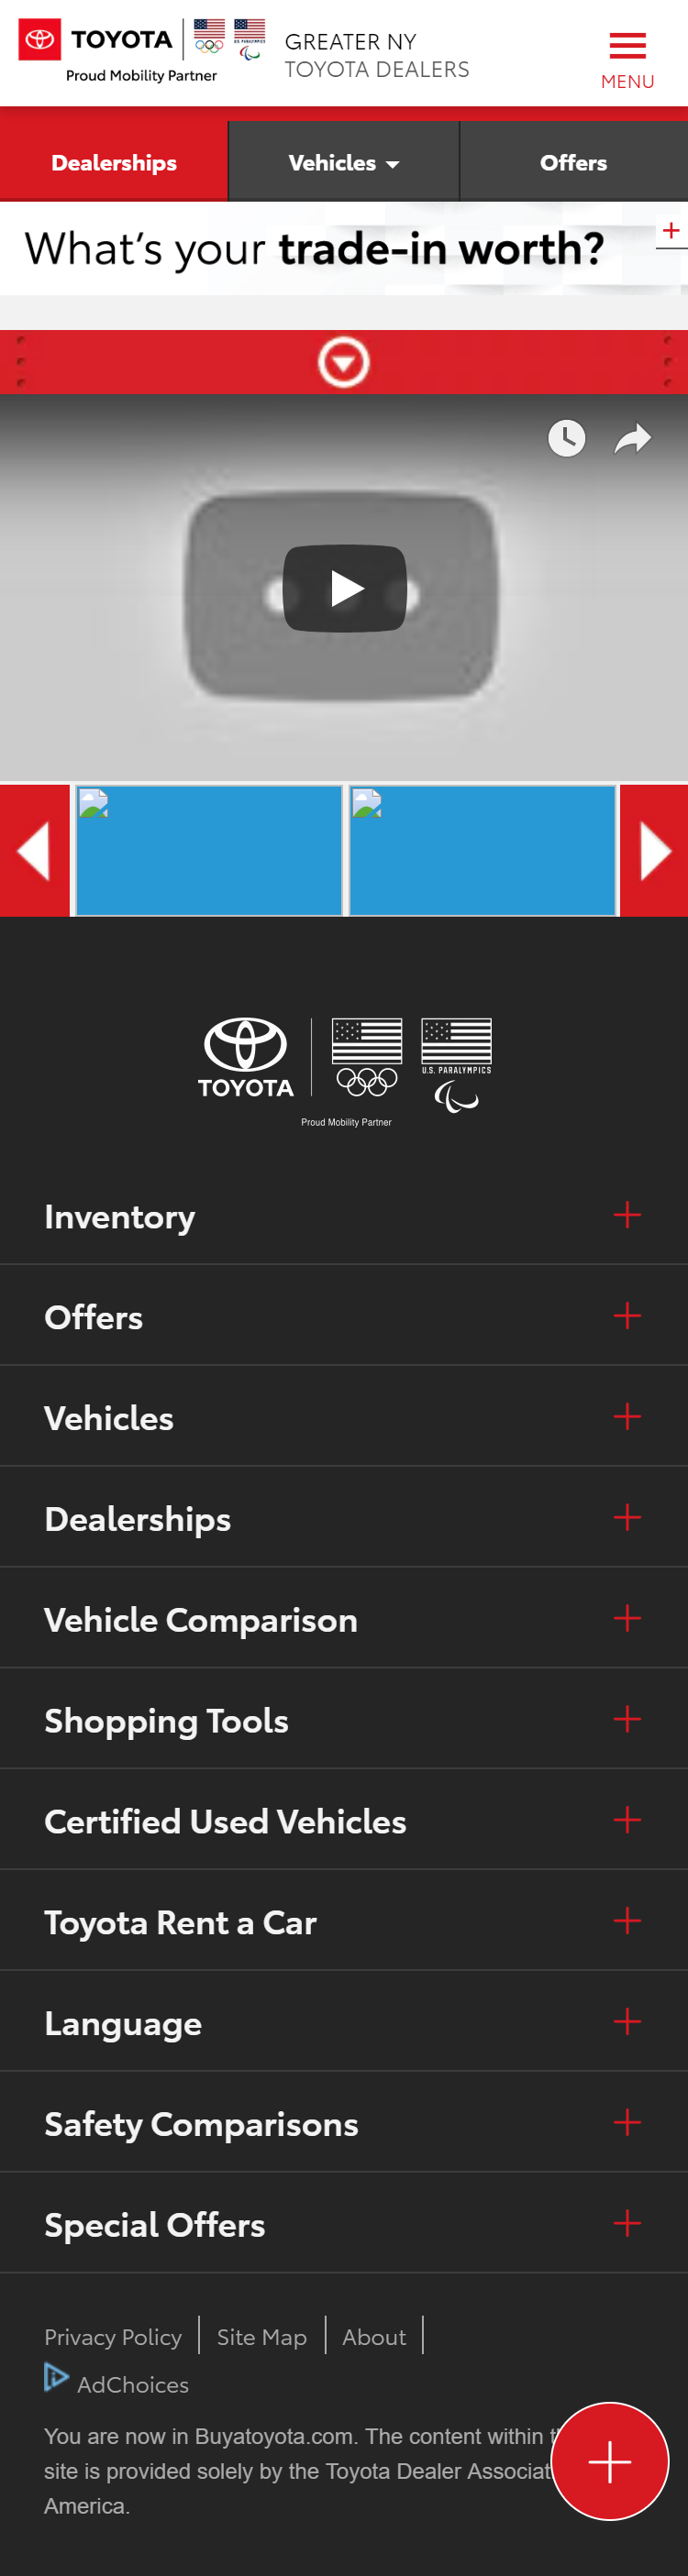 TOYOTA
U.S. PARALYMPICS
Proud Mobility Partner
GREATER NY
TOYOTA DEALERS
MENU
Dealerships
Vehicles
Offers
What's your trade-in worth?
TOYOTA
U.S. PARALYMPICS
Proud Mobility Partner
Inventory
Offers
Vehicles
Dealerships
Vehicle Comparison
Shopping Tools
Certified Used Vehicles
Toyota Rent a Car
Language
Safety Comparisons
Special Offers
Privacy Policy
Site Map
About
AdChoices
You are now in Buyatoyota.com. The content within
site is provided solely by the Toyota Dealer
America.